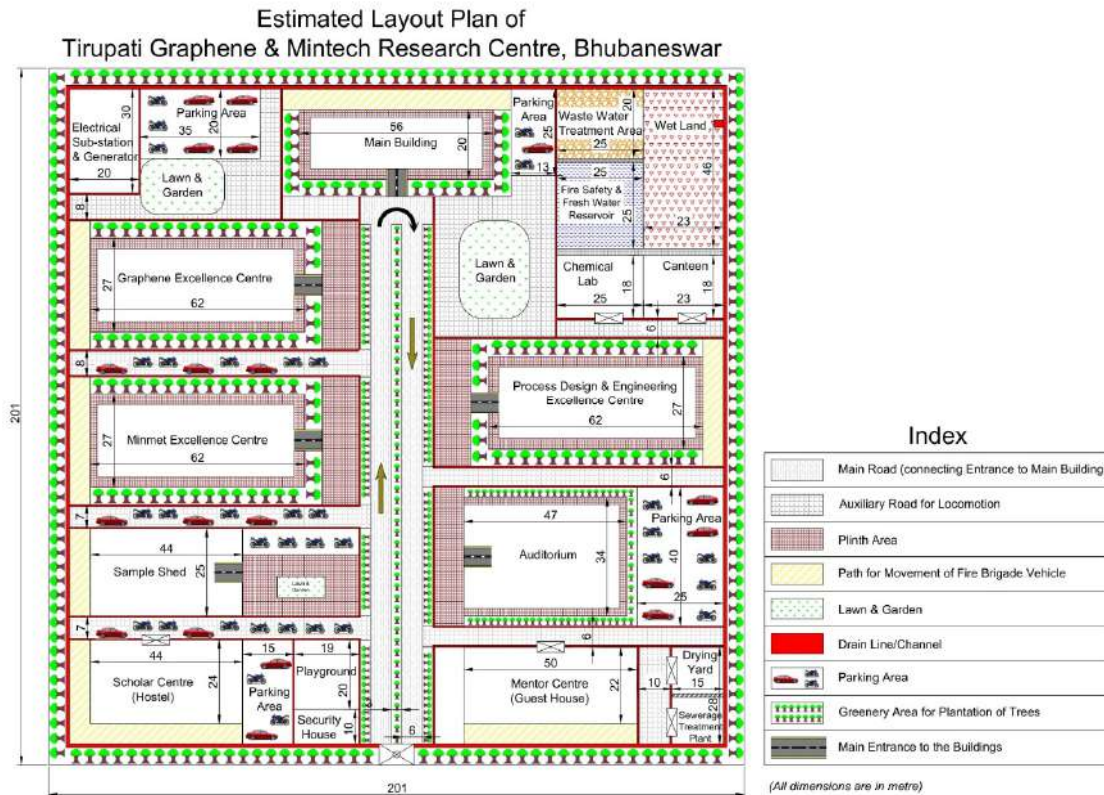 Estimated Layout Plan of
Tirupati Graphene & Mintech Research Centre, Bhubaneswar
201
201
30
Electrical
Sub-station
& Generator
20
8
Parking Area
35
20
Lawn &
Garden
56
Main Building
20
Parking
Area
25
13
Waste Water
Treatment Area
20
25
Wet Land
46
23
25
Fire Safety &
Fresh Water
Reservoir
25
Lawn &
Garden
Chemical
Lab
18
25
Canteen
18
23
6
Graphene Excellence Centre
27
62
8
Process Design & Engineering
Excellence Centre
27
62
6
Minmet Excellence Centre
27
62
7
47
Auditorium
34
Parking Area
40
25
6
44
Sample Shed
25
Lawn &
Garden
7
44
Scholar Centre
(Hostel)
24
15
Parking
Area
19
Playground
20
Security
House
10
6
50
Mentor Centre
(Guest House)
22
10
Drying
Yard
15
28
Sewerage
Treatment
Plant
Index
Main Road (connecting Entrance to Main Building
Auxiliary Road for Locomotion
Plinth Area
Path for Movement of Fire Brigade Vehicle
Lawn & Garden
Drain Line/Channel
Parking Area
Greenery Area for Plantation of Trees
Main Entrance to the Buildings
(All dimensions are in metre)